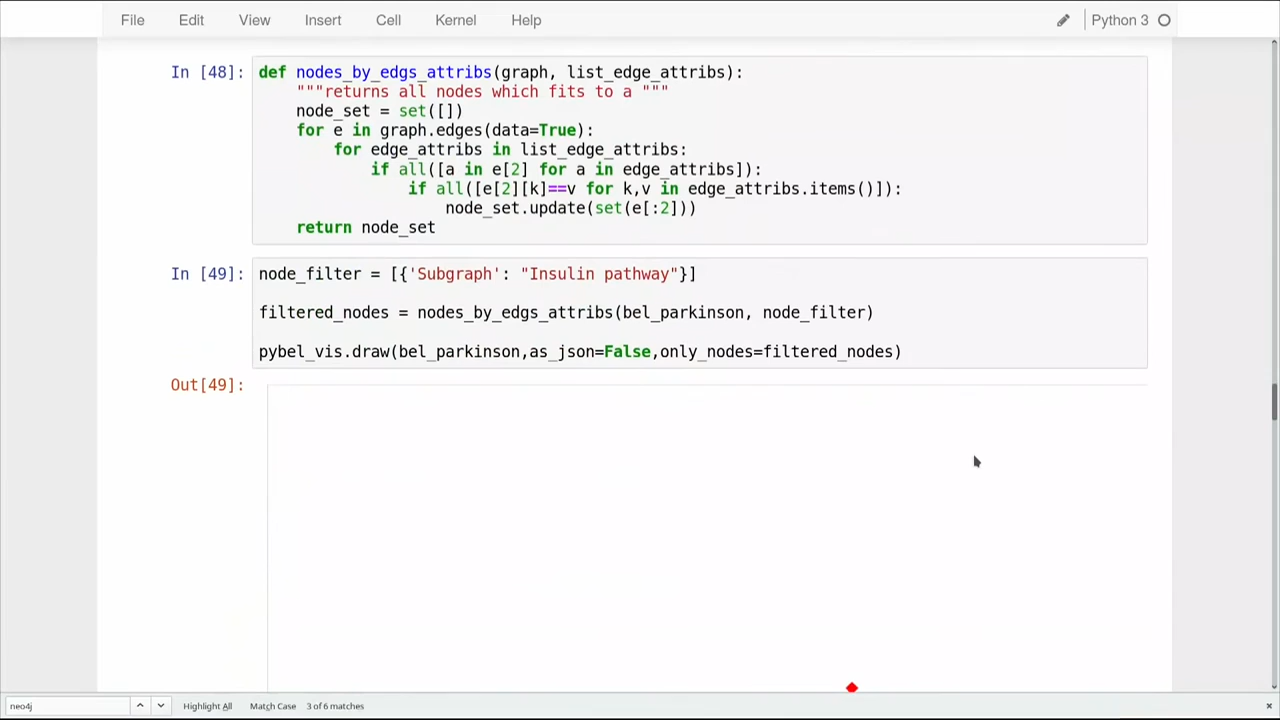 File Edit View Insert Cell Kernel Help Python 3
In [48]: def nodes_by_edgs_attribs(graph, list_edge_attribs):
"""returns all nodes which fits to a """
node_set = set([])
for e in graph.edges(data=True):
for edge_attribs in list_edge_attribs:
if all([a in e[2] for a in edge_attribs]):
if all([e[2][k]==v for k,v in edge_attribs.items()]):
node_set.update(set(e[:2]))
return node_set
In [49]: node_filter = [{'Subgraph': "Insulin pathway"}]
filtered_nodes = nodes_by_edgs_attribs(bel_parkinson, node_filter)
pybel_vis.draw(bel_parkinson,as_json=False,only_nodes=filtered_nodes)
Out[49]:
neo4j Highlight All Match Case 3 of 6 matches